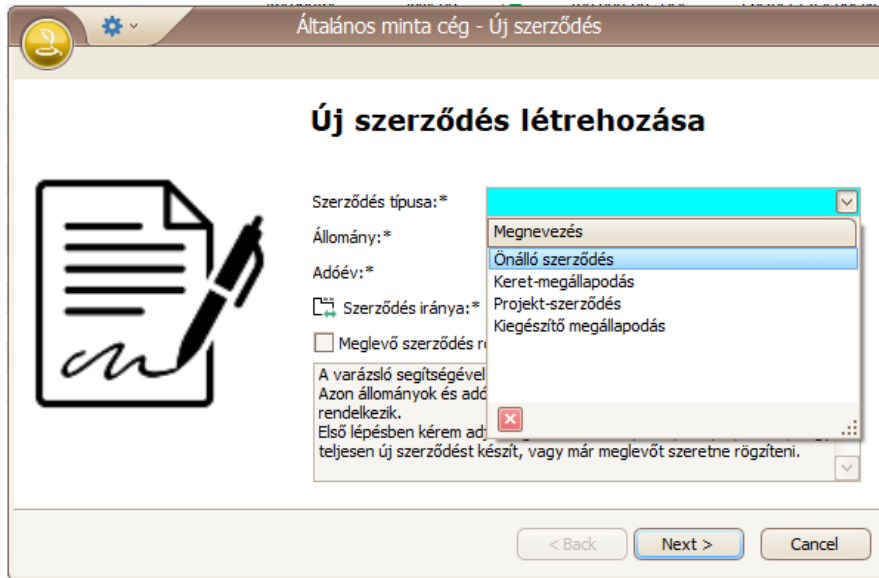 Általános minta cég - Új szerződés
Új szerződés létrehozása
Szerződés típusa:*
Megnevezés
Önálló szerződés
Keret-megállapodás
Projekt-szerződés
Kiegészítő megállapodás
Állomány:*
Adóév:*
Szerződés iránya:*
Meglevő szerződés
A varázsló segítségével
Azon állományok és
rendelkezik.
Első lépésben kérem
teljesen új szerződést készít, vagy már meglevőt szeretne rögzíteni.
< Back
Next >
Cancel